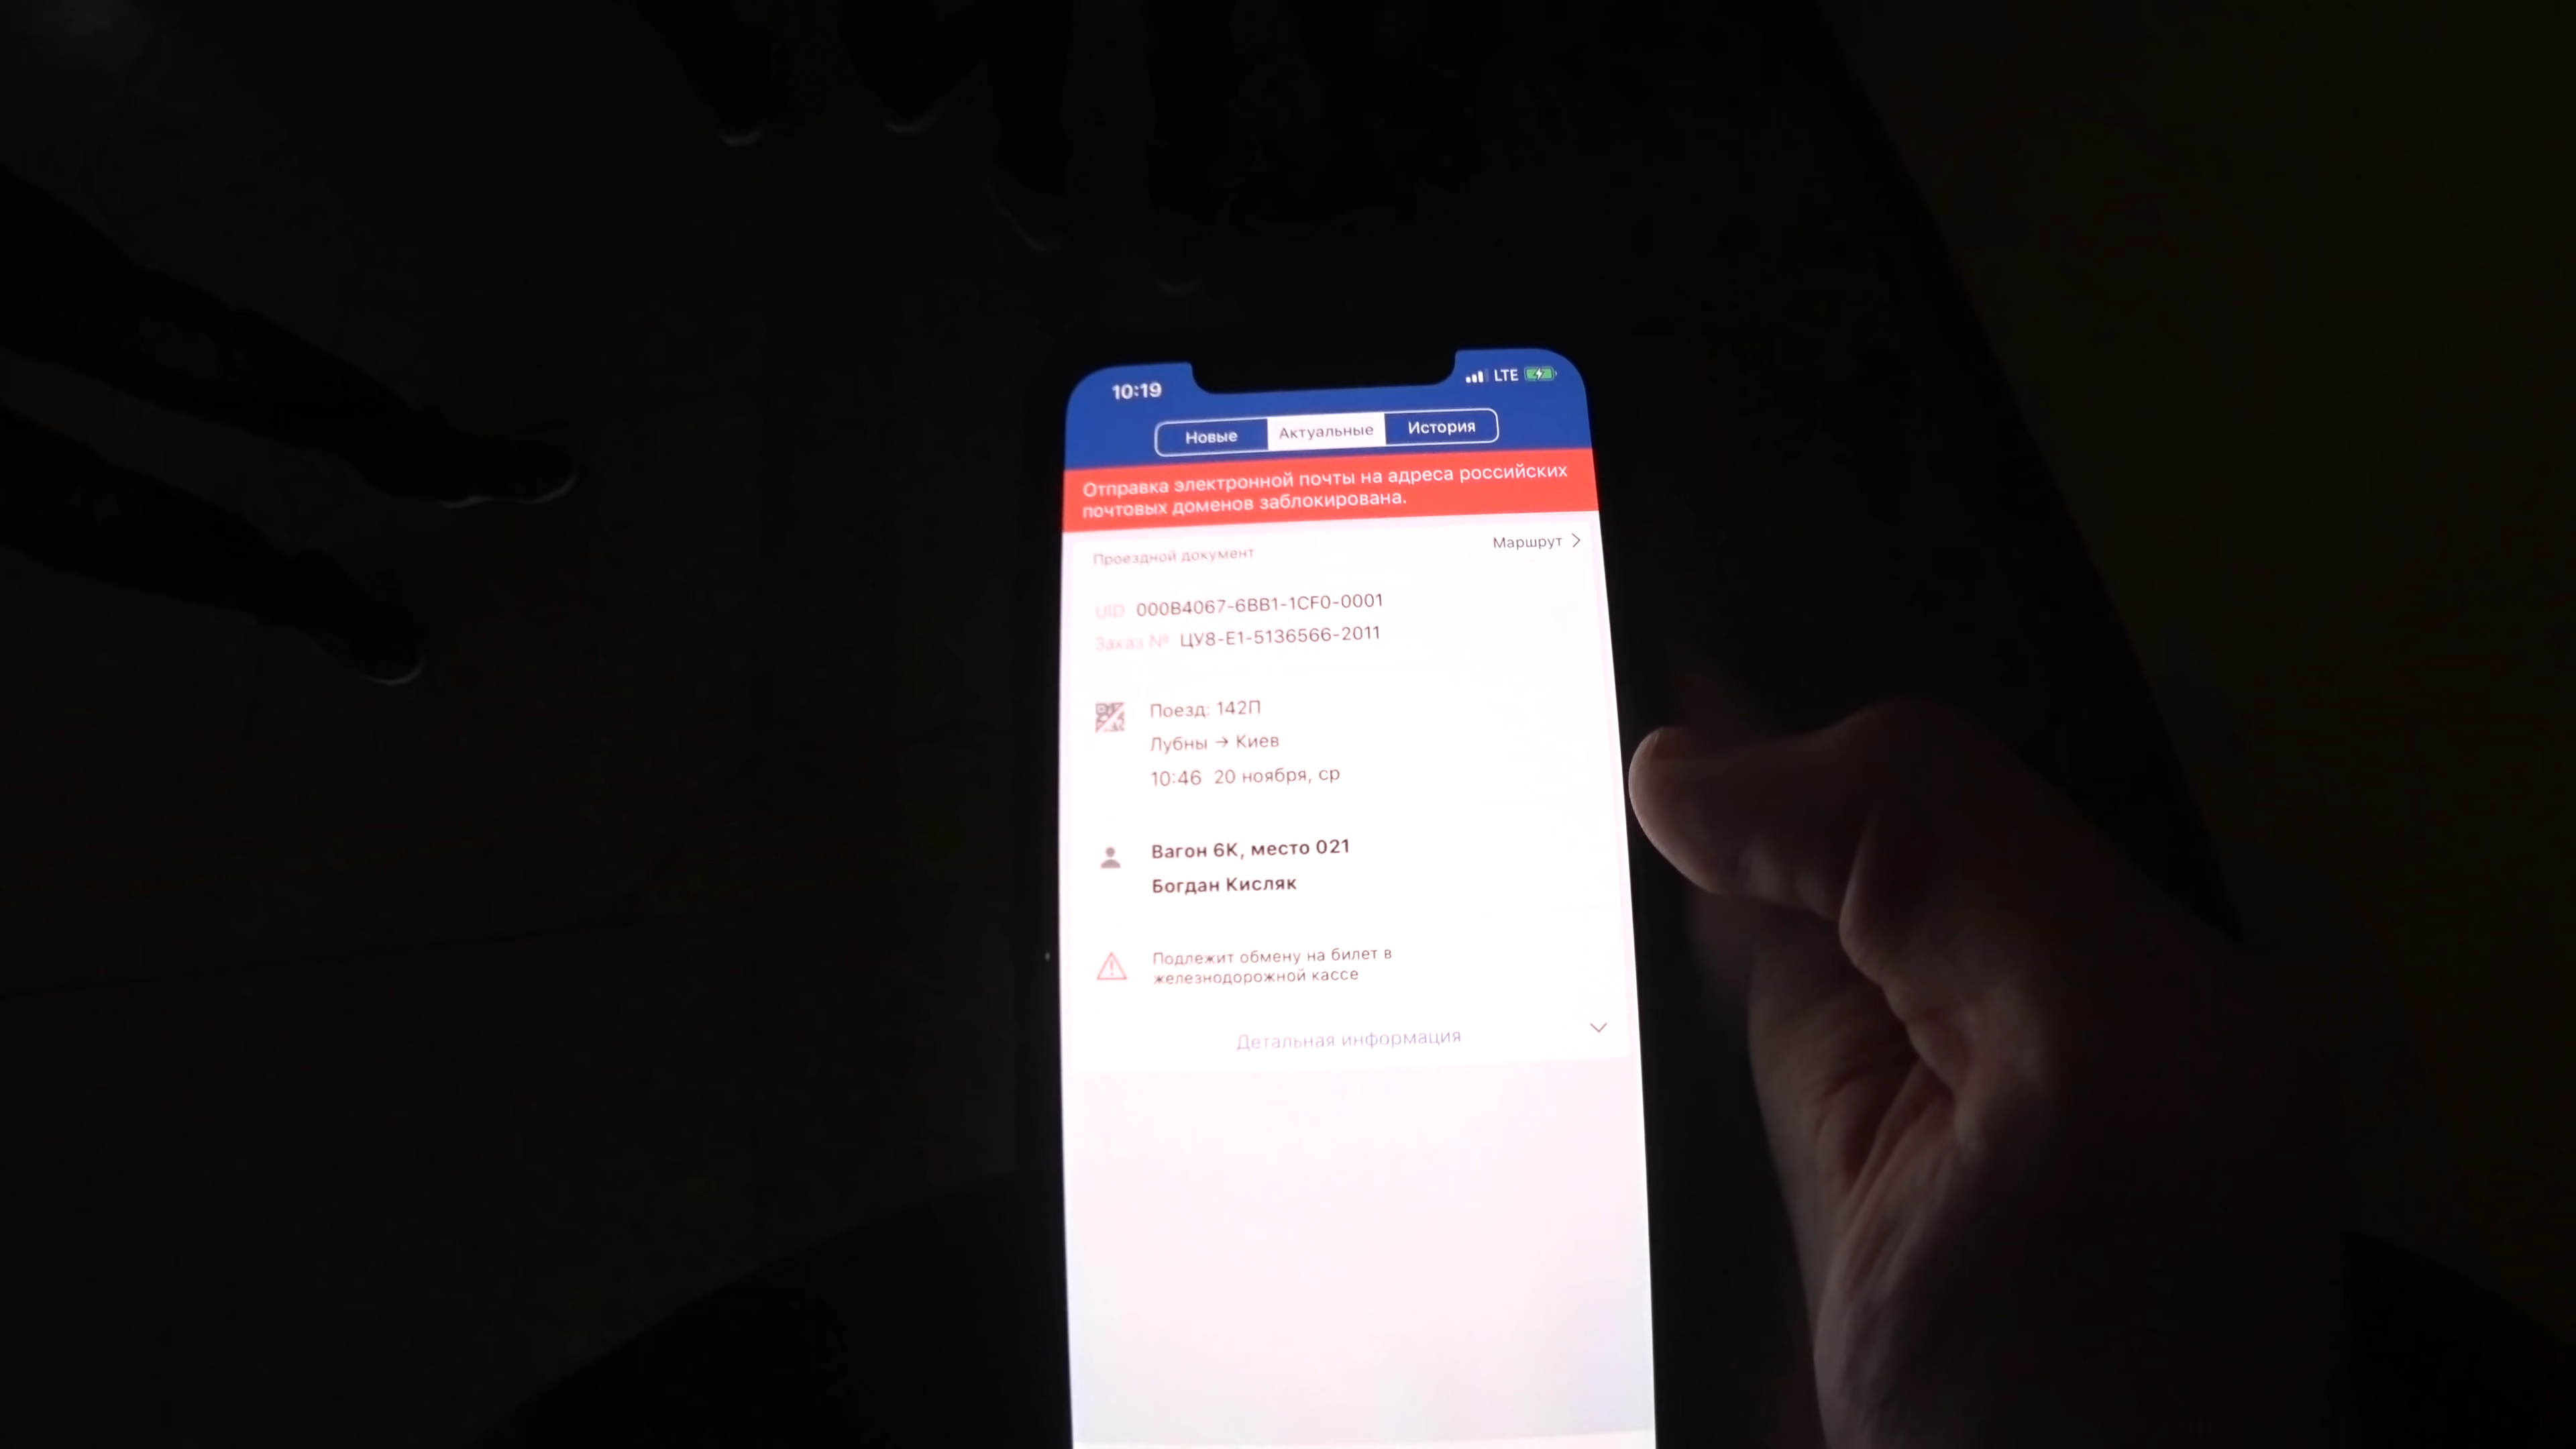 10:19 LTE
Новые Актуальные История
Отправка электронной почты на адреса российских
почтовых доменов заблокирована.
Проездной документ Маршрут
UID 000B4067-6BB1-1CF0-0001
Заказ № ЦУ8-Е1-5136566-2011
Поезд: 142П
Лубны → Киев
10:46 20 ноября, ср
Вагон 6К, место 021
Богдан Кисляк
Подлежит обмену на билет в
железнодорожной кассе
Детальная информация